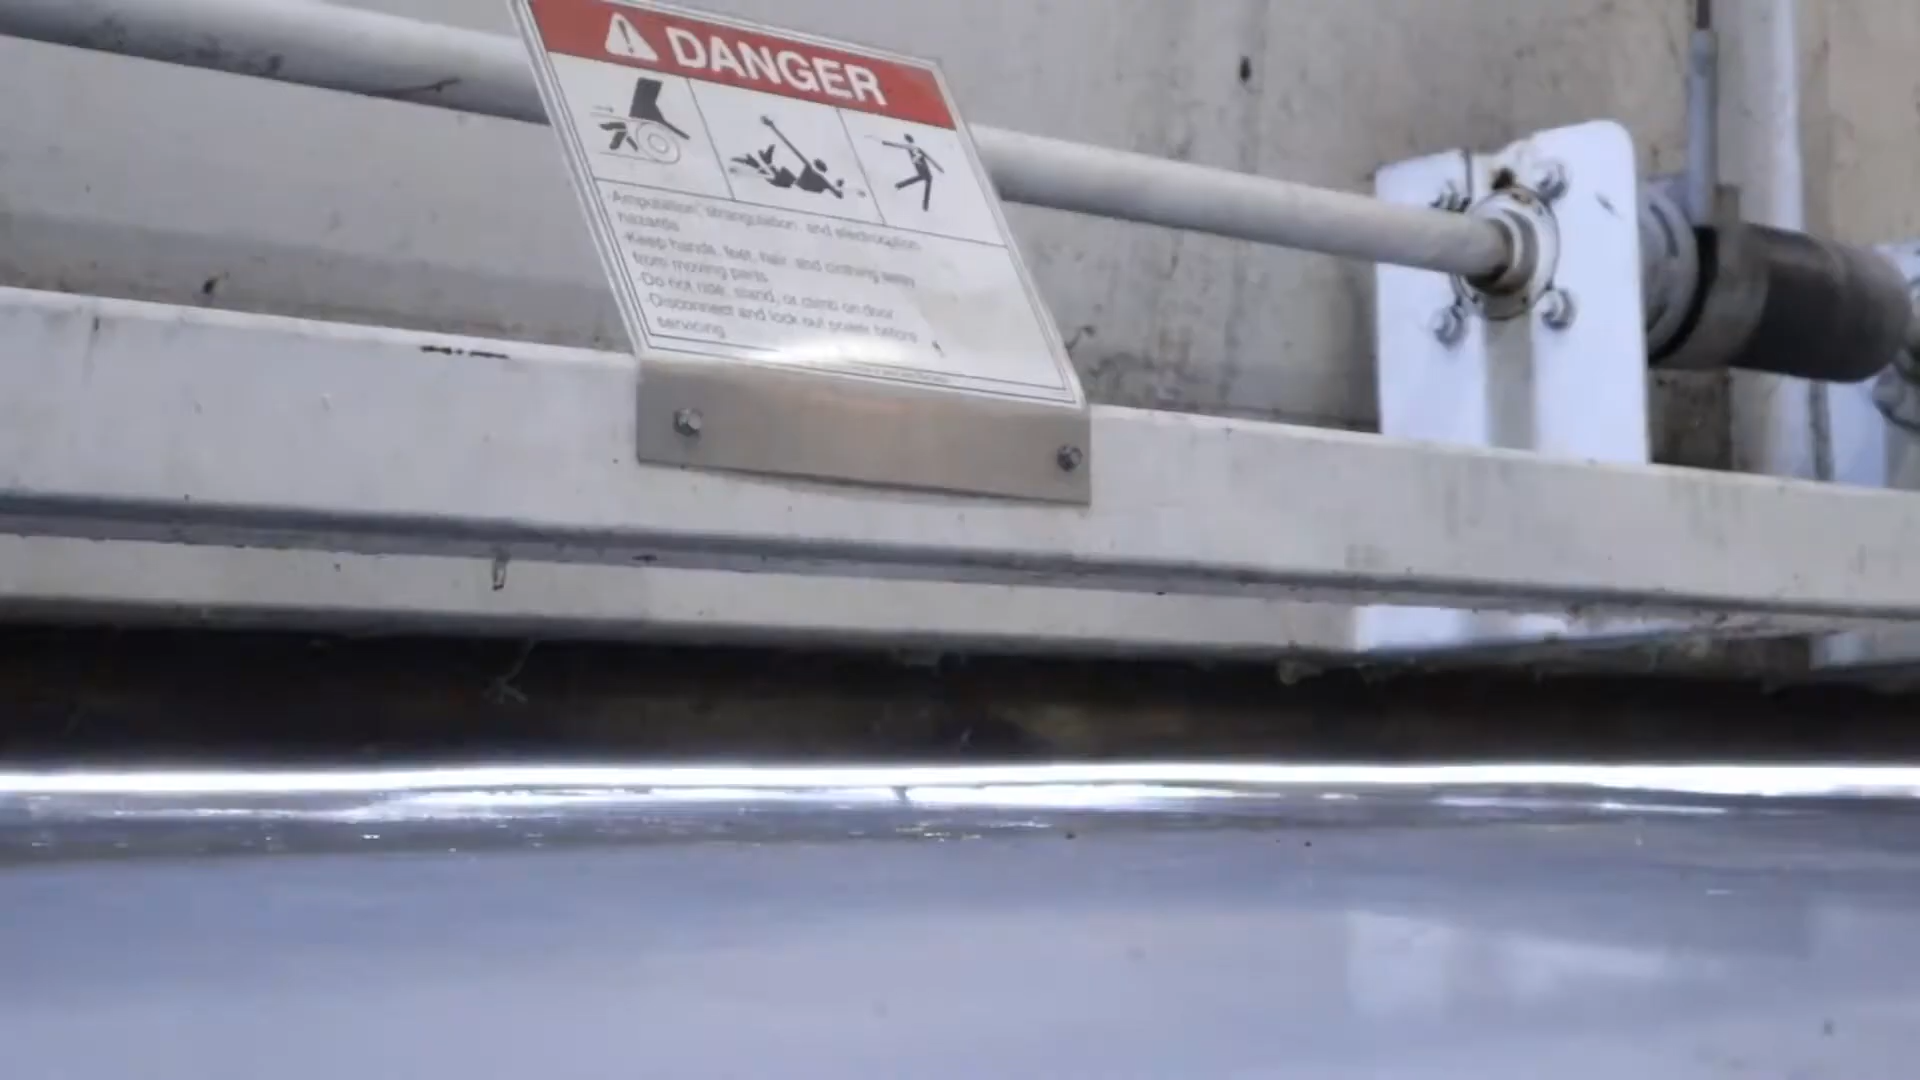 DANGER
·Amputation, strangulation, and electrocution
hazards
·Keep hands, feet, hair, and clothing away
from moving parts
·Do not ride, stand, or climb on door
·Disconnect and lock out power before
servicing